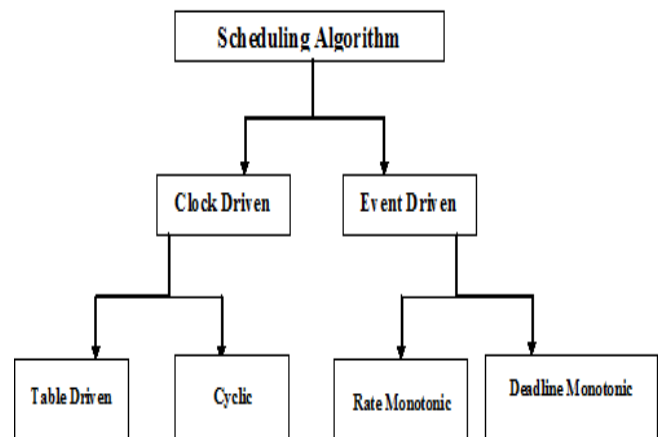 Scheduling Algorithm
Clock Driven
Event Driven
Table Driven
Cyclic
Rate Monotonic
Deadline Monotonic